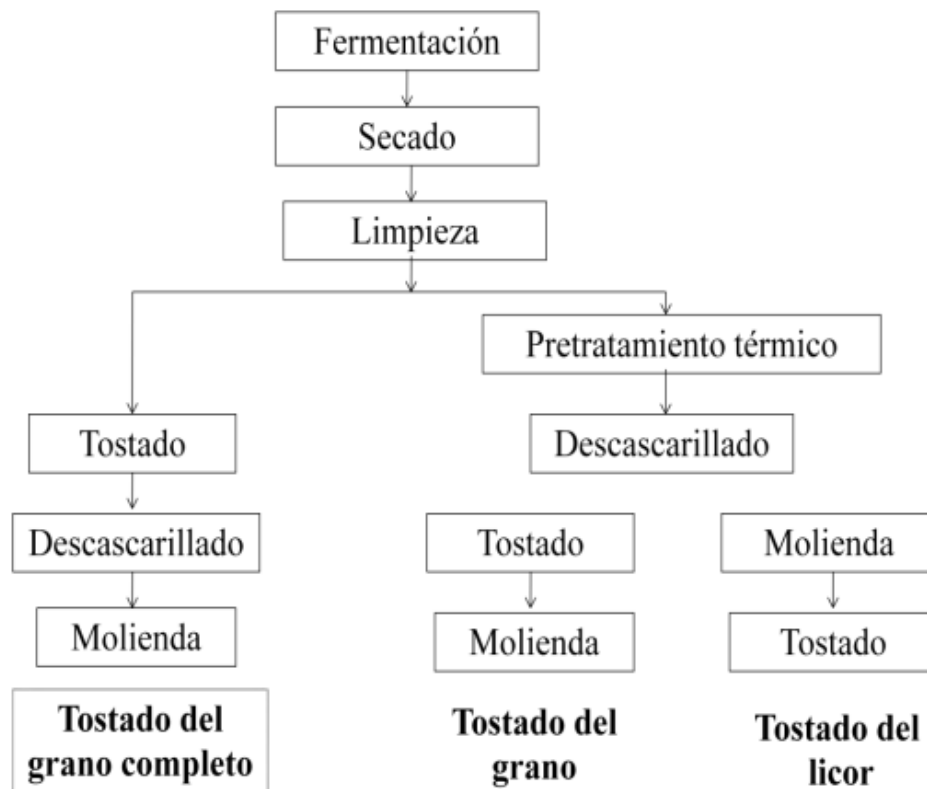 Fermentación
Secado
Limpieza
Pretratamiento térmico
Tostado
Descascarillado
Descascarillado
Tostado
Molienda
Molienda
Molienda
Tostado
Tostado del
grano completo
Tostado del
grano
Tostado del
licor